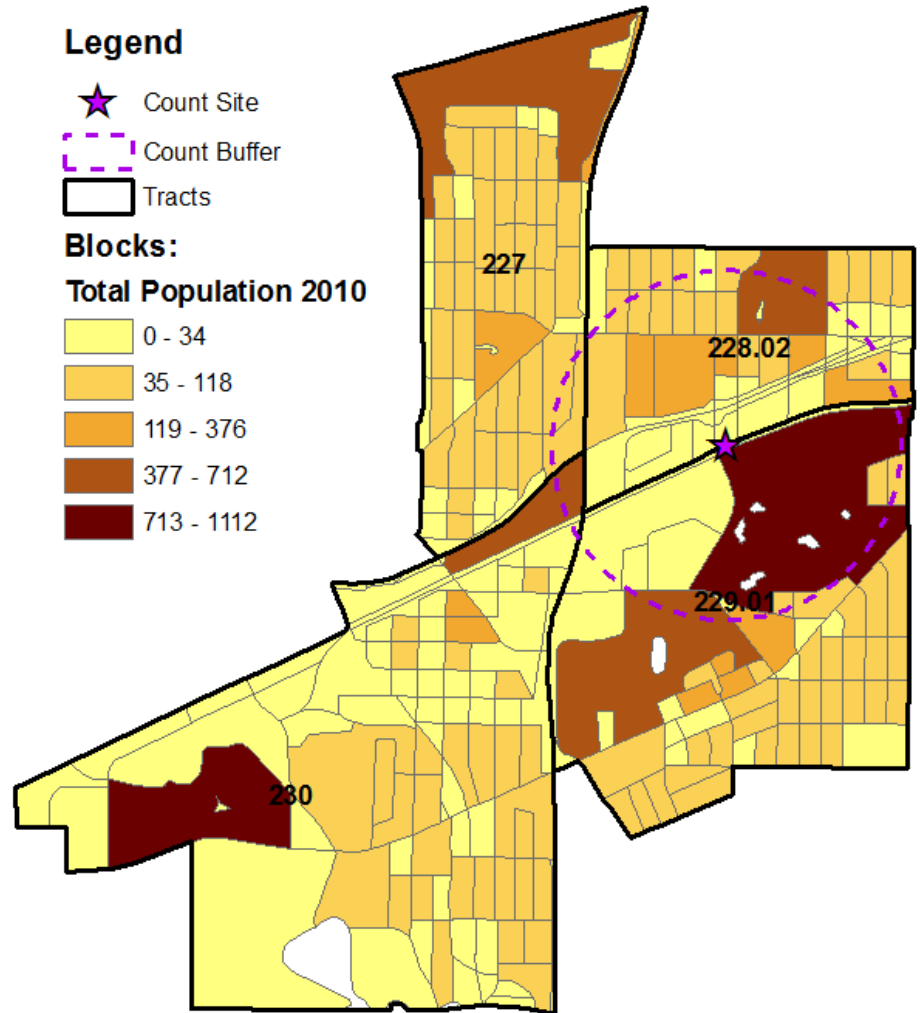 Legend
Count Site
Count Buffer
Tracts
Blocks:
Total Population 2010
0 - 34
35 - 118
119 - 376
377 - 712
713 - 1112
227
228.02
229.01
230